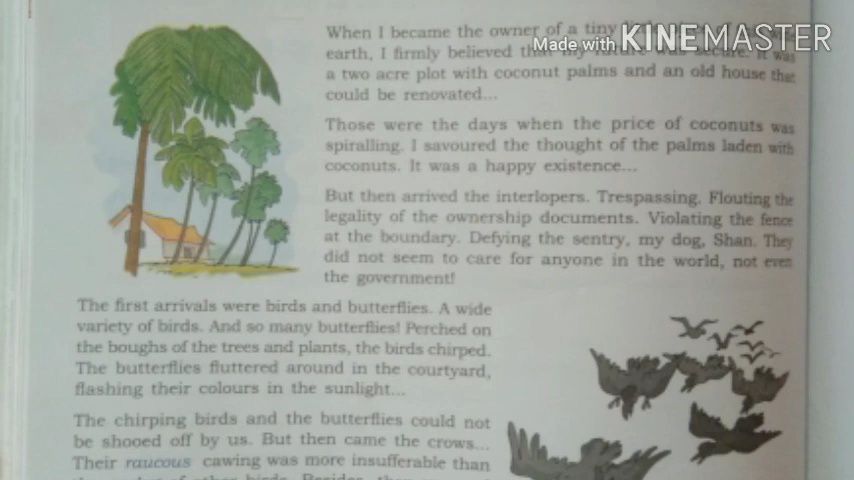 When I became the owner of a tiny
Made with KINEMASTER
earth, I firmly believed that my future was secure. It was
a two acre plot with coconut palms and an old house that
could be renovated...
Those were the days when the price of coconuts was
spiralling. I savoured the thought of the palms laden with
coconuts. It was a happy existence...
But then arrived the interlopers. Trespassing. Flouting the
legality of the ownership documents. Violating the fence
at the boundary. Defying the sentry, my dog, Shan. They
did not seem to care for anyone in the world, not even
the government!
The first arrivals were birds and butterflies. A wide
variety of birds. And so many butterflies! Perched on
the boughs of the trees and plants, the birds chirped.
The butterflies fluttered around in the courtyard,
flashing their colours in the sunlight...
The chirping birds and the butterflies could not
be shooed off by us. But then came the crows...
Their raucous cawing was more insufferable than